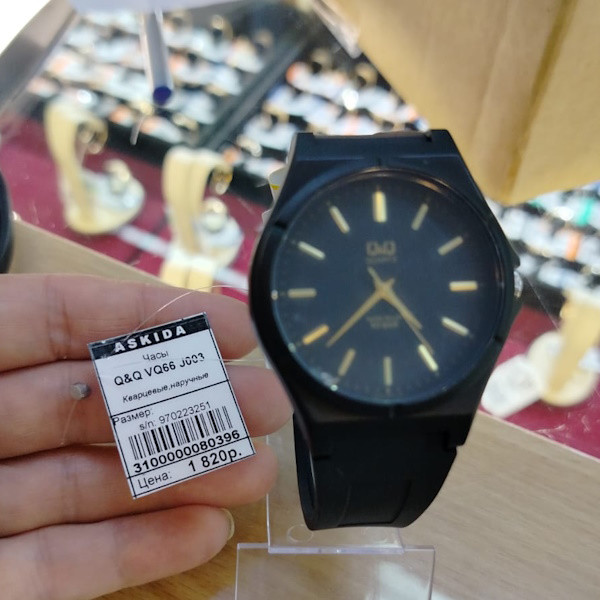 ASKIDA
Часы
Q&Q VQ66 J003
Кварцевые,наручные
Размер:
s/n: 970223251
3100000080396
Цена: 1 820р.
Q&Q